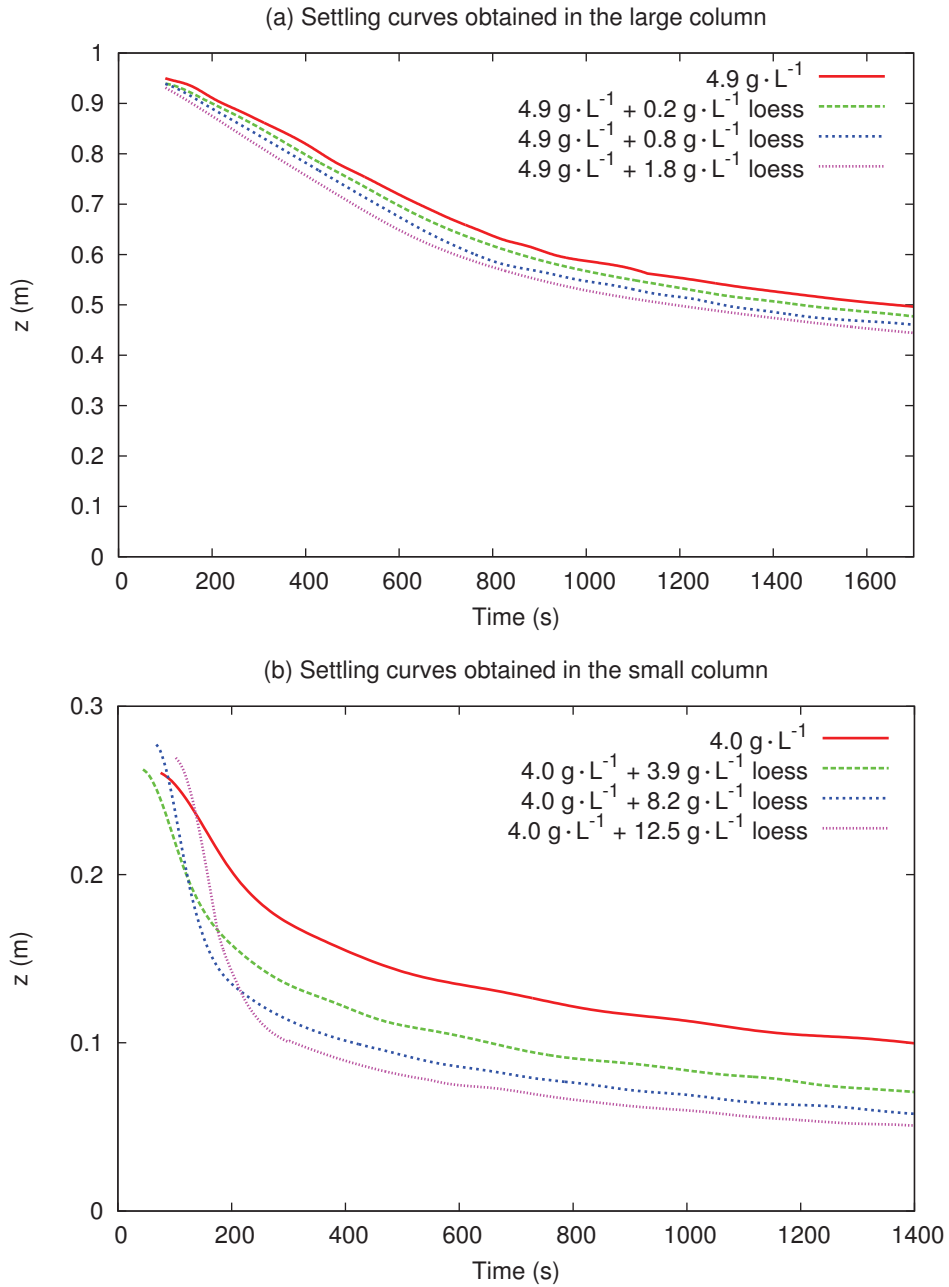 (a) Settling curves obtained in the large column
1
0.9
0.8
0.7
0.6
0.5
0.4
0.3
0.2
0.1
0
z (m)
4.9 g·L⁻¹
4.9 g·L⁻¹ + 0.2 g·L⁻¹ loess
4.9 g·L⁻¹ + 0.8 g·L⁻¹ loess
4.9 g·L⁻¹ + 1.8 g·L⁻¹ loess
0 200 400 600 800 1000 1200 1400 1600
Time (s)
(b) Settling curves obtained in the small column
0.3
0.2
0.1
0
z (m)
4.0 g·L⁻¹
4.0 g·L⁻¹ + 3.9 g·L⁻¹ loess
4.0 g·L⁻¹ + 8.2 g·L⁻¹ loess
4.0 g·L⁻¹ + 12.5 g·L⁻¹ loess
0 200 400 600 800 1000 1200 1400
Time (s)